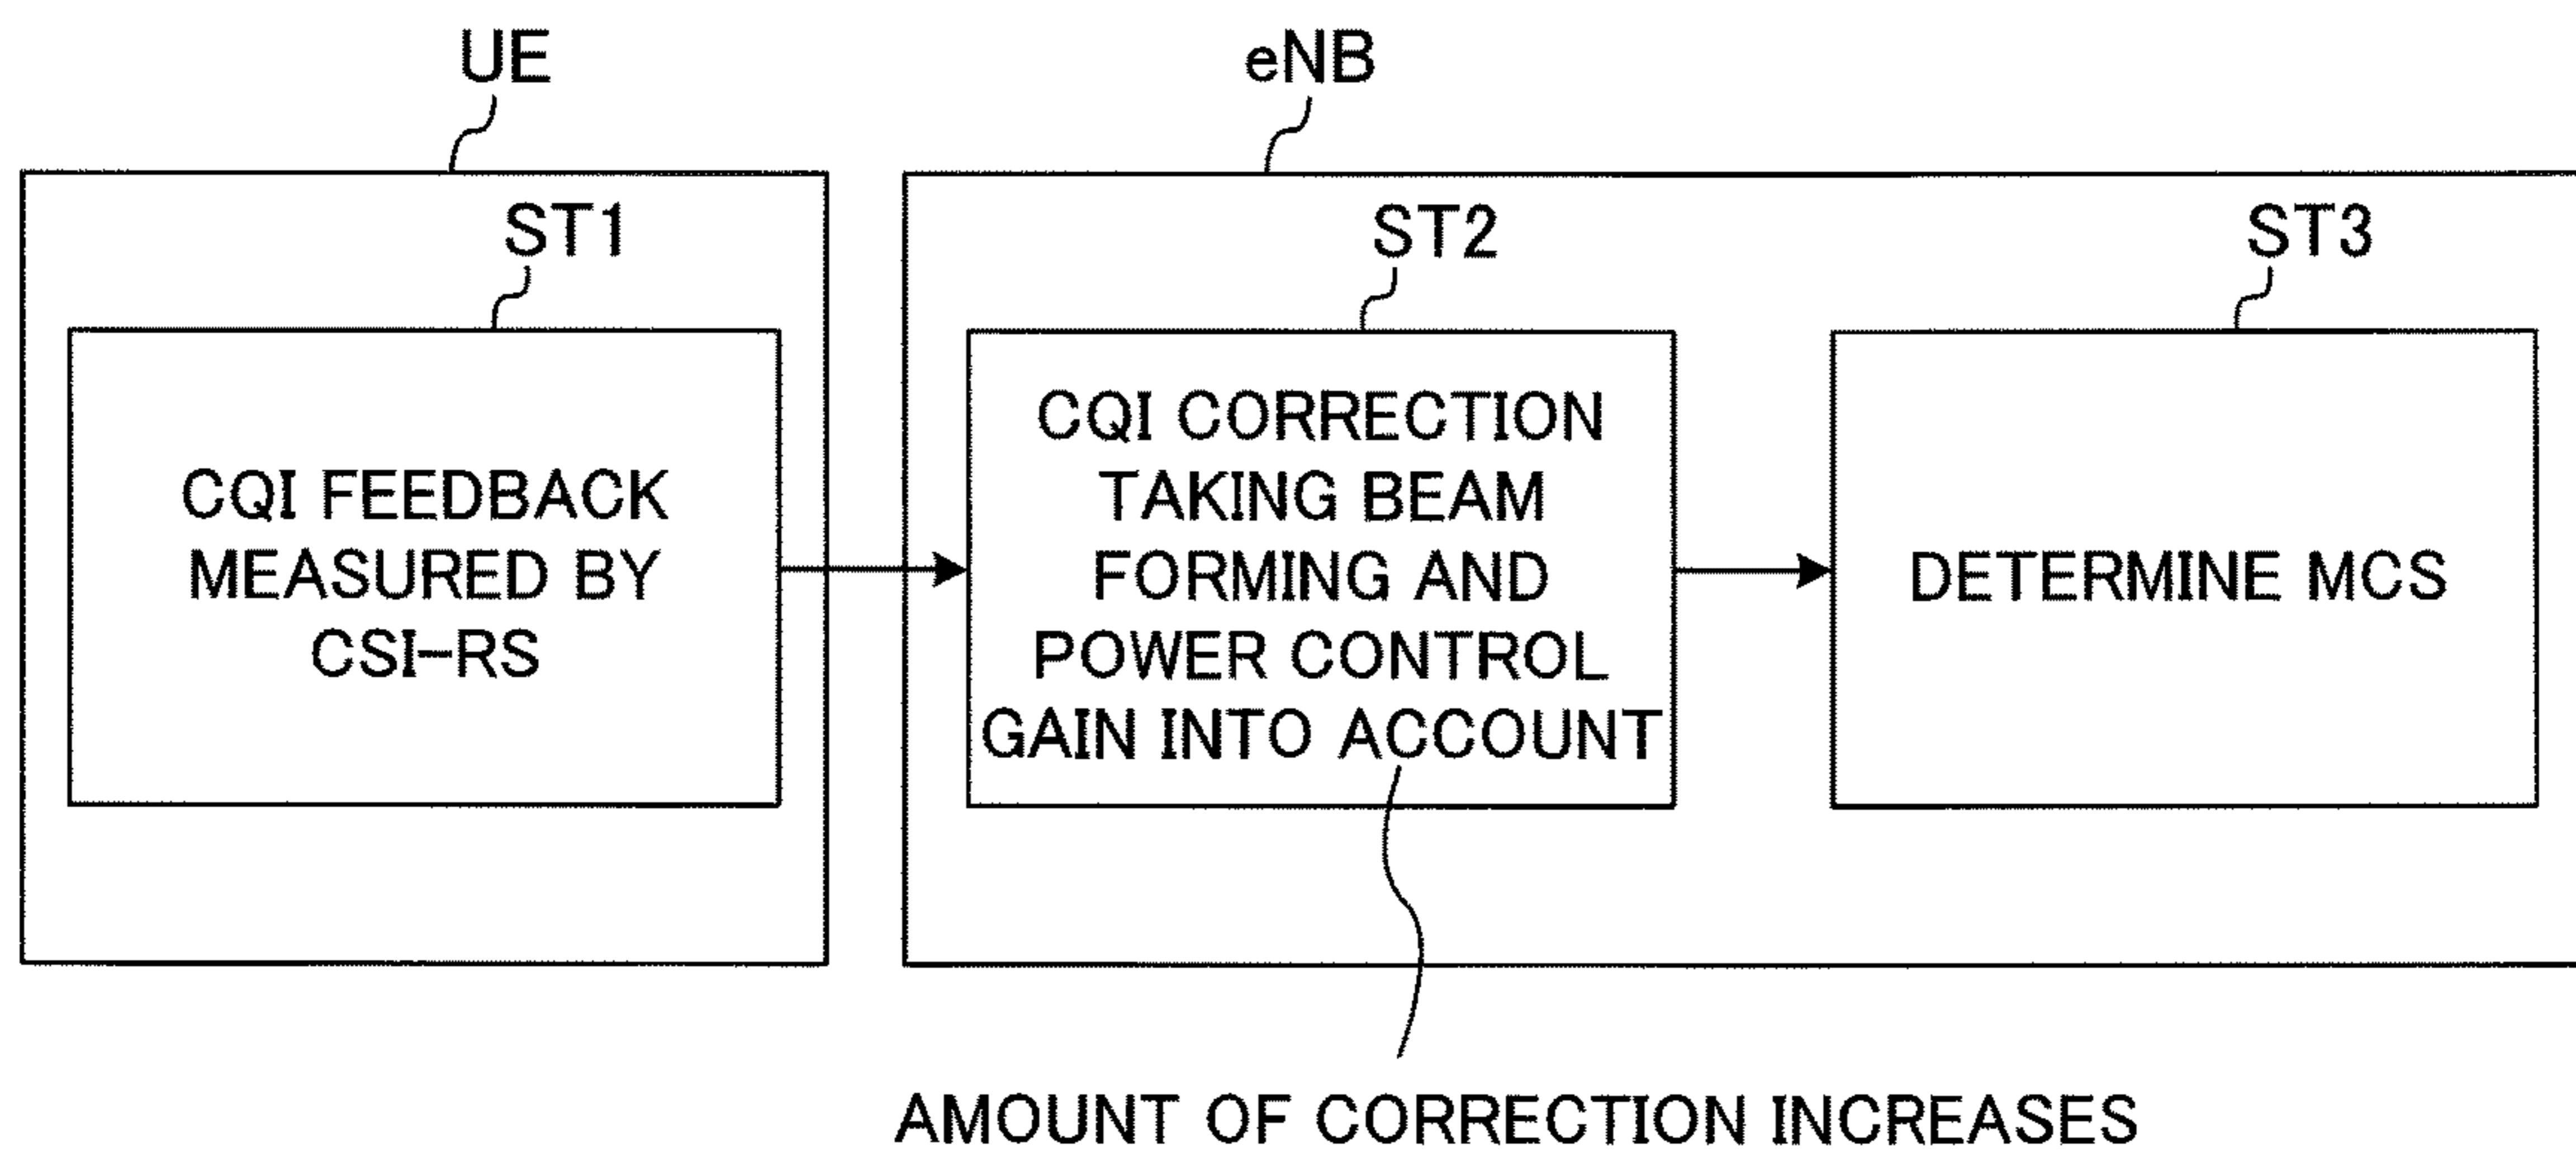 UE
eNB
ST1
ST2
ST3
CQI FEEDBACK
MEASURED BY
CSI-RS
CQI CORRECTION
TAKING BEAM
FORMING AND
POWER CONTROL
GAIN INTO ACCOUNT
DETERMINE MCS
AMOUNT OF CORRECTION INCREASES